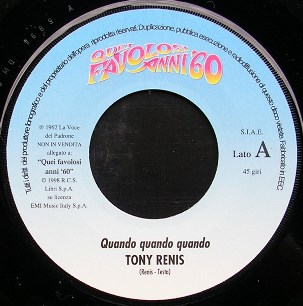 Tutti i diritti del produttore fonografico e del proprietario dell'opera riprodotta riservati. Duplicazione, pubblica esecuzione e radiodiffusione di questo disco vietate. Fabbricato in EEC
QUEI
FAVOLOSI
ANNI '60
℗ 1962 La Voce
del Padrone
NON IN VENDITA
allegato a:
"Quei favolosi
anni '60"
© 1998 R.C.S.
Libri S.p.A.
su licenza
EMI Music Italy S.p.A.
S.I.A.E.
Lato A
45 giri
Quando quando quando
TONY RENIS
(Renis - Testa)